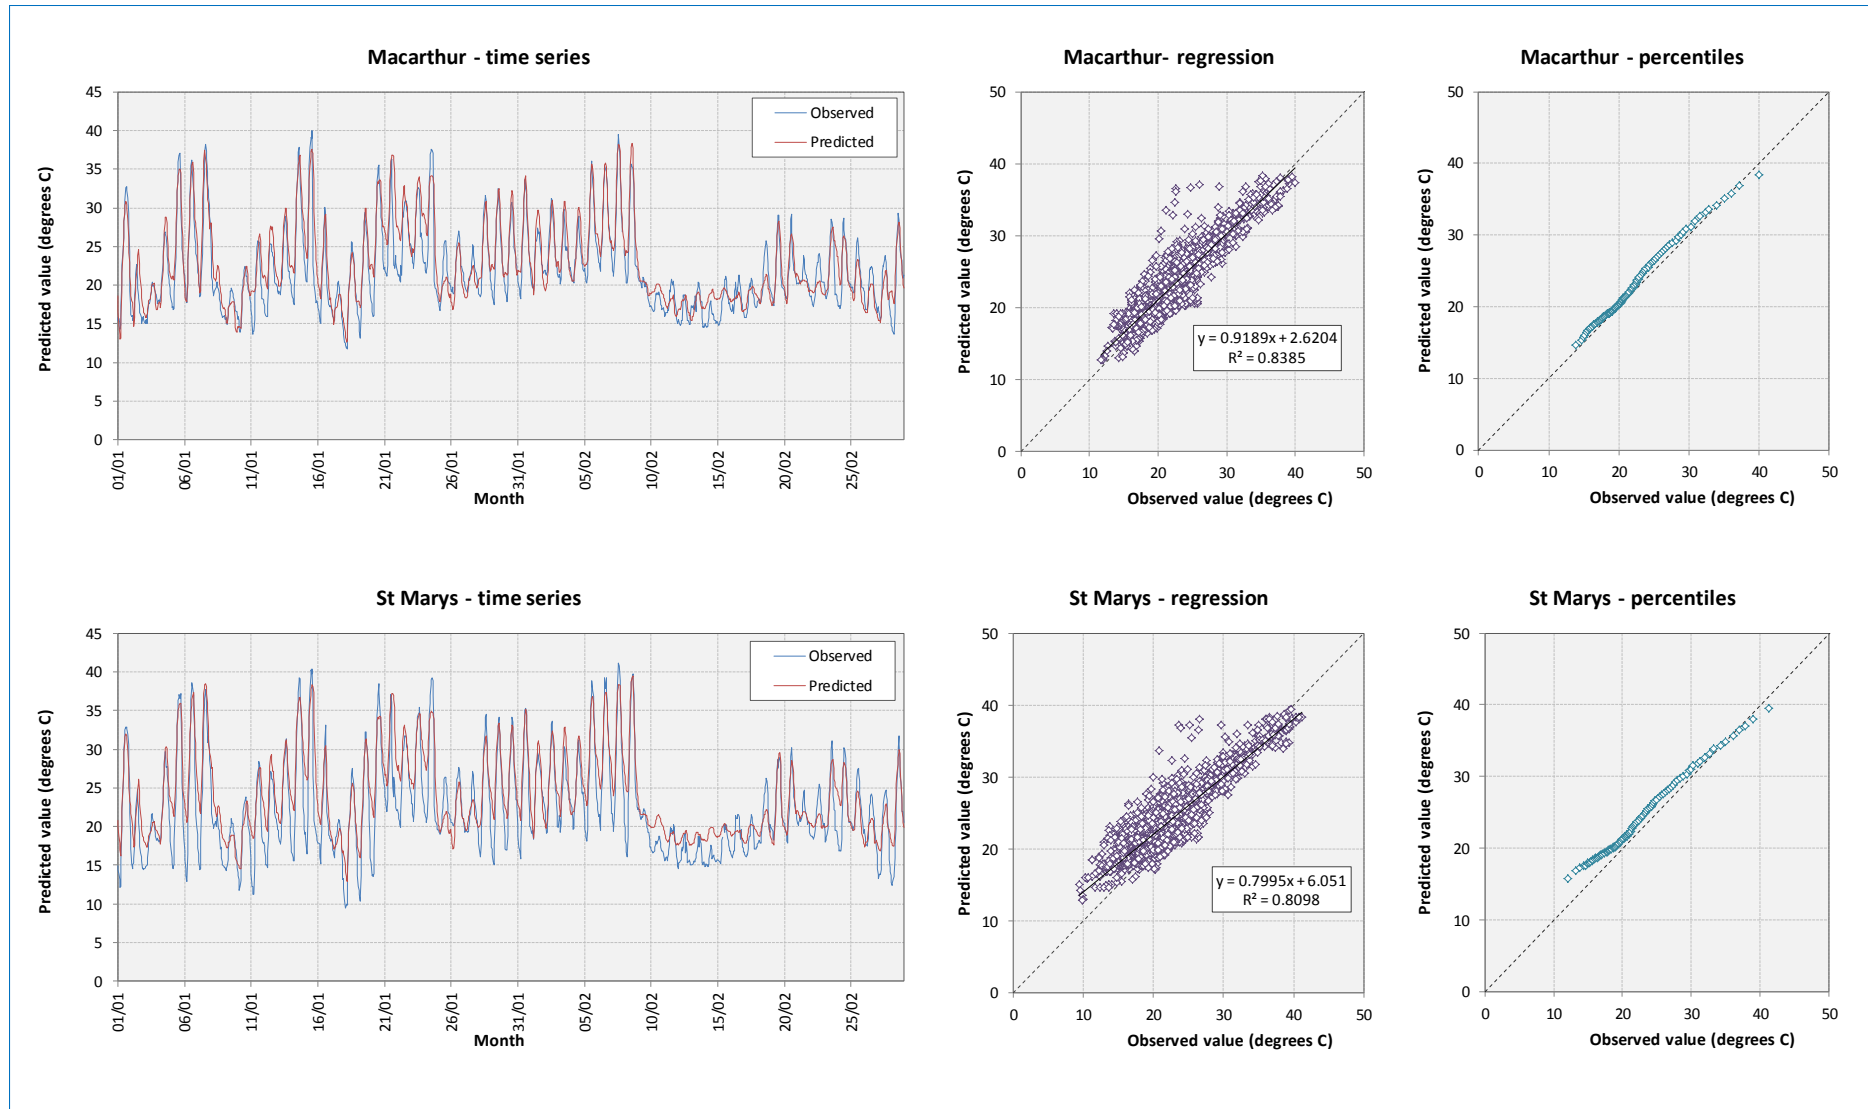 Macarthur - time series
45
40
35
30
25
20
15
10
5
0
Predicted value (degrees C)
Observed
Predicted
01/01
06/01
11/01
16/01
21/01
26/01
31/01
05/02
10/02
15/02
20/02
25/02
Month
Macarthur- regression
50
40
30
20
10
0
Predicted value (degrees C)
y = 0.9189x + 2.6204
R² = 0.8385
0 10 20 30 40 50
Observed value (degrees C)
Macarthur - percentiles
50
40
30
20
10
0
Predicted value (degrees C)
0 10 20 30 40 50
Observed value (degrees C)
St Marys - time series
45
40
35
30
25
20
15
10
5
0
Predicted value (degrees C)
Observed
Predicted
01/01
06/01
11/01
16/01
21/01
26/01
31/01
05/02
10/02
15/02
20/02
25/02
Month
St Marys - regression
50
40
30
20
10
0
Predicted value (degrees C)
y = 0.7995x + 6.051
R² = 0.8098
0 10 20 30 40 50
Observed value (degrees C)
St Marys - percentiles
50
40
30
20
10
0
Predicted value (degrees C)
0 10 20 30 40 50
Observed value (degrees C)